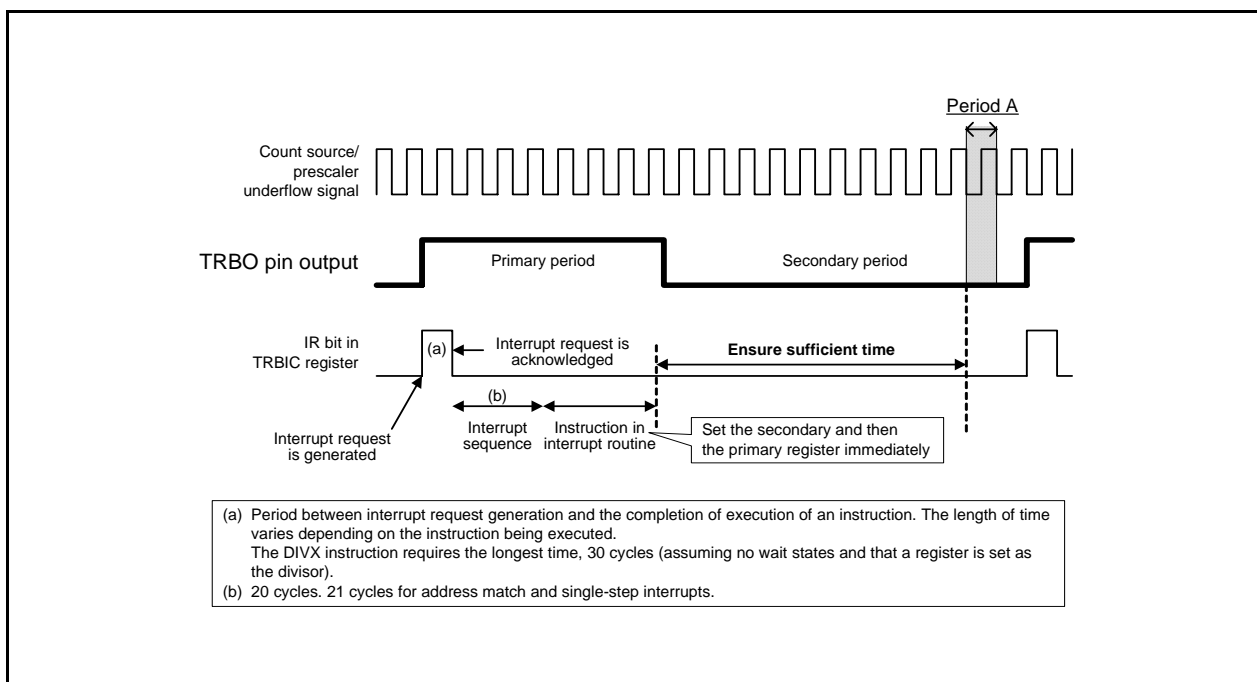 Period A
Count source/
prescaler
underflow signal
TRBO pin output
Primary period
Secondary period
IR bit in
TRBIC register
(a)
Interrupt request is
acknowledged
Ensure sufficient time
(b)
Interrupt request
is generated
Interrupt
sequence
Instruction in
interrupt routine
Set the secondary and then
the primary register immediately
(a) Period between interrupt request generation and the completion of execution of an instruction. The length of time
varies depending on the instruction being executed.
The DIVX instruction requires the longest time, 30 cycles (assuming no wait states and that a register is set as
the divisor).
(b) 20 cycles. 21 cycles for address match and single-step interrupts.